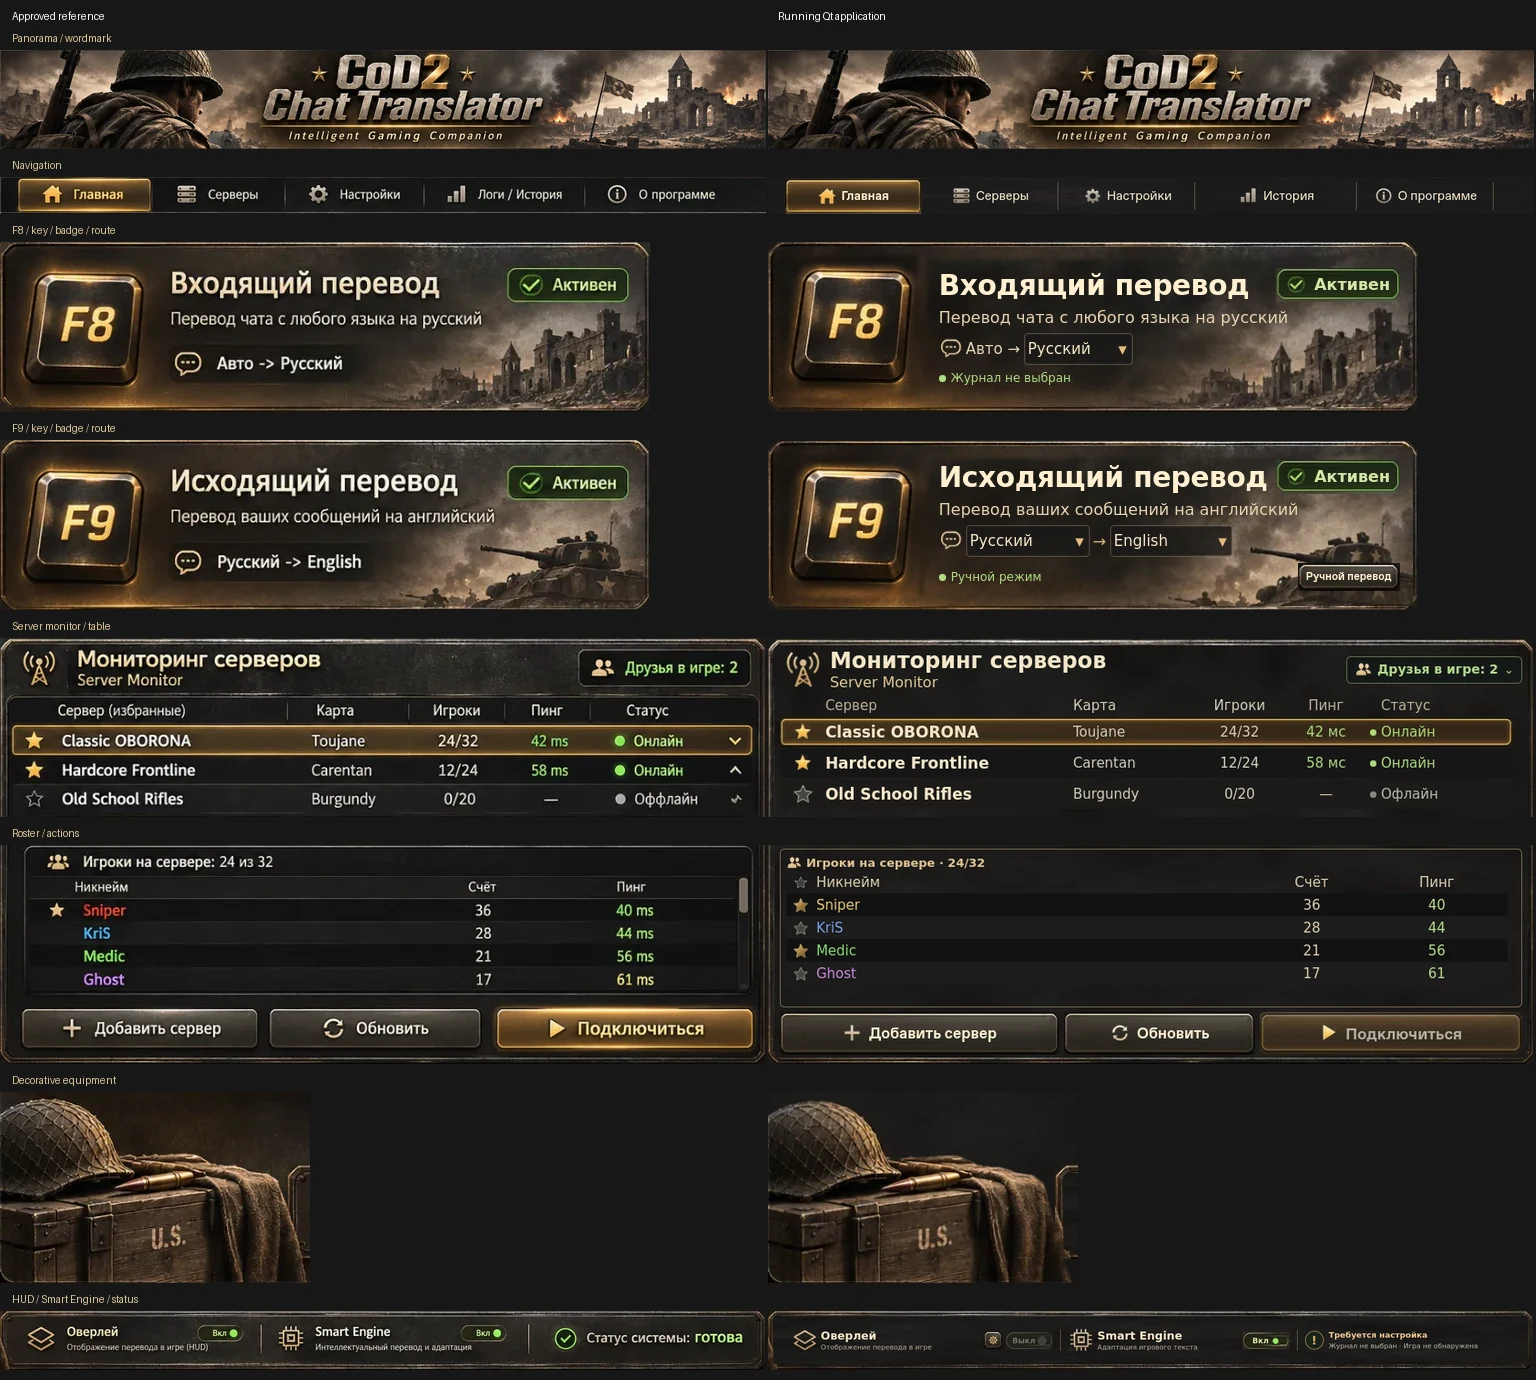 Approved reference
Running Qt application
Panorama / wordmark
CoD2
Chat Translator
Intelligent Gaming Companion
CoD2
Chat Translator
Intelligent Gaming Companion
Navigation
Главная
Серверы
Настройки
Логи / История
О программе
Главная
Серверы
Настройки
История
О программе
F8 / key / badge / route
F8
Входящий перевод
Активен
Перевод чата с любого языка на русский
Авто -> Русский
F8
Входящий перевод
Активен
Перевод чата с любого языка на русский
Авто → Русский ▾
Журнал не выбран
F9 / key / badge / route
F9
Исходящий перевод
Активен
Перевод ваших сообщений на английский
Русский -> English
F9
Исходящий перевод
Активен
Перевод ваших сообщений на английский
Русский ▾ → English ▾
Ручной режим
Ручной перевод
Server monitor / table
Мониторинг серверов
Server Monitor
Друзья в игре: 2
Сервер (избранные) Карта Игроки Пинг Статус
Classic OBORONA Toujane 24/32 42 ms Онлайн
Hardcore Frontline Carentan 12/24 58 ms Онлайн
Old School Rifles Burgundy 0/20 — Оффлайн
Мониторинг серверов
Server Monitor
Друзья в игре: 2
Сервер Карта Игроки Пинг Статус
Classic OBORONA Toujane 24/32 42 мс Онлайн
Hardcore Frontline Carentan 12/24 58 мс Онлайн
Old School Rifles Burgundy 0/20 — Офлайн
Roster / actions
Игроки на сервере: 24 из 32
Никнейм Счёт Пинг
Sniper 36 40 ms
KriS 28 44 ms
Medic 21 56 ms
Ghost 17 61 ms
Добавить сервер
Обновить
Подключиться
Игроки на сервере · 24/32
Никнейм Счёт Пинг
Sniper 36 40
KriS 28 44
Medic 21 56
Ghost 17 61
Добавить сервер
Обновить
Подключиться
Decorative equipment
U.S.
U.S.
HUD / Smart Engine / status
Оверлей
Отображение перевода в игре (HUD)
Вкл
Smart Engine
Интеллектуальный перевод и адаптация
Вкл
Статус системы: готова
Оверлей
Отображение перевода в игре
Выкл
Smart Engine
Адаптация игрового текста
Вкл
Требуется настройка
Журнал не выбран · Игра не обнаружена